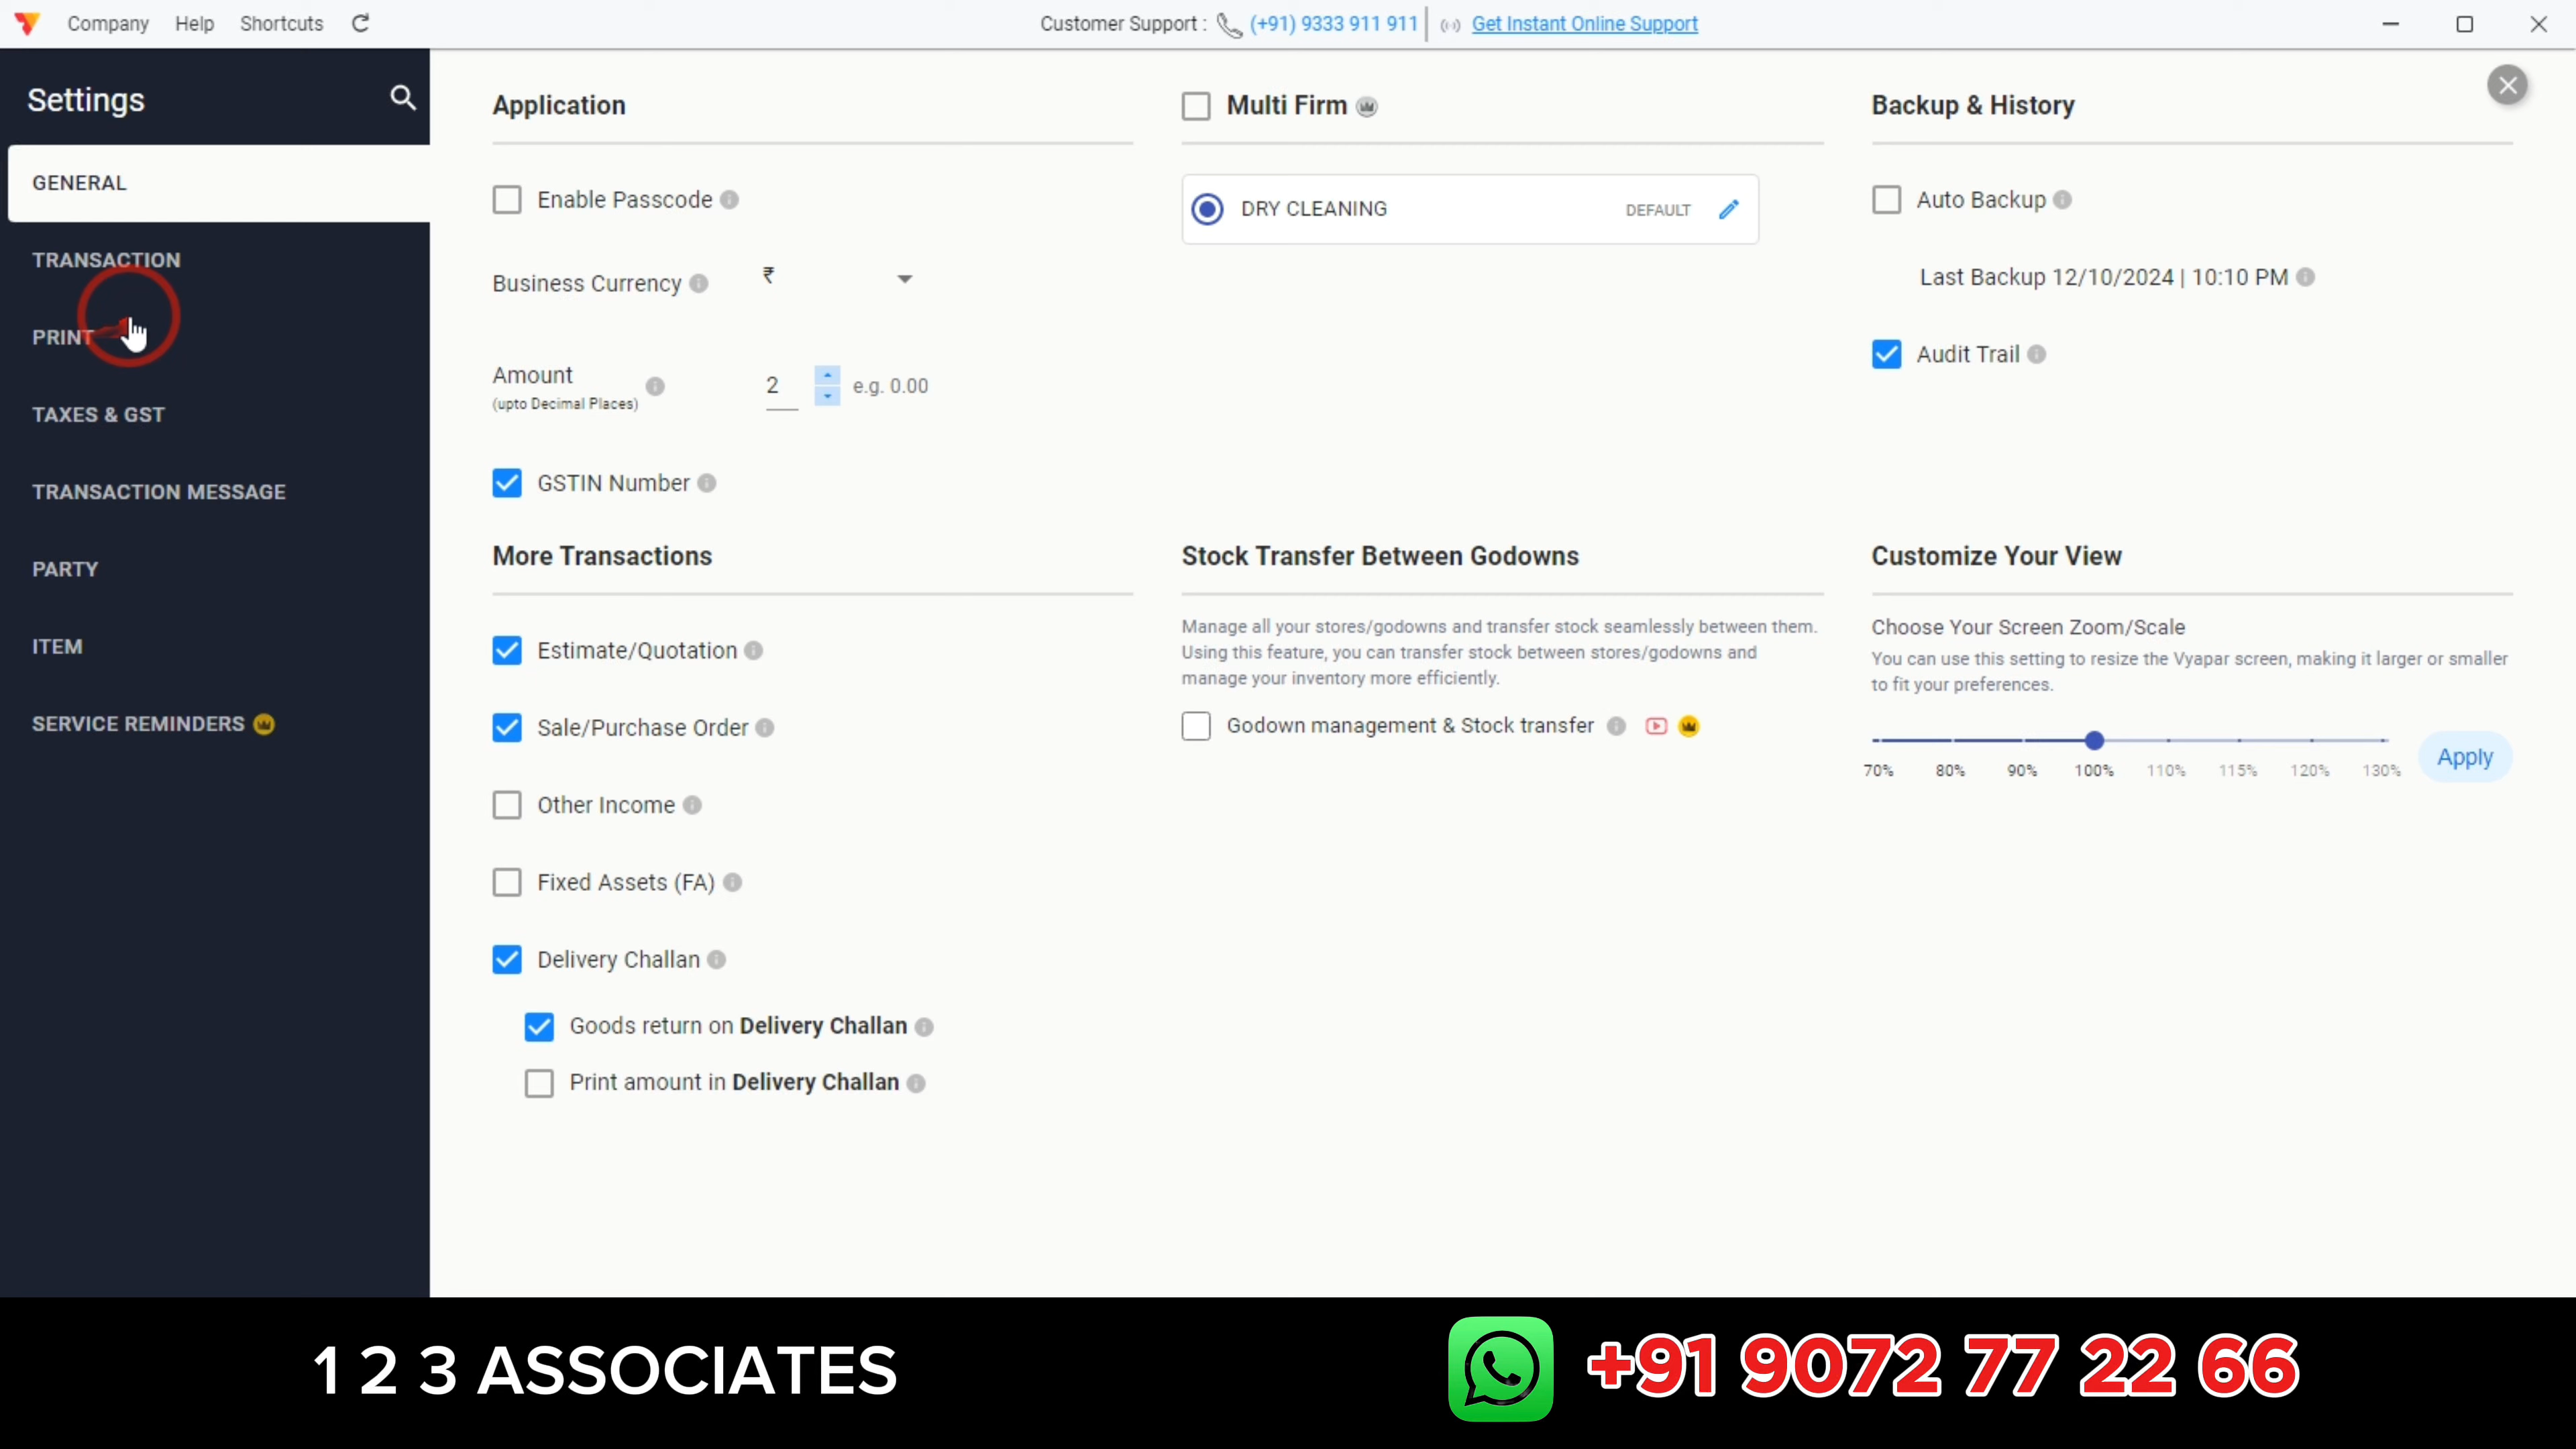 Company Help Shortcuts
Customer Support : (+91) 9333 911 911 Get Instant Online Support
Settings
GENERAL
TRANSACTION
PRINT
TAXES & GST
TRANSACTION MESSAGE
PARTY
ITEM
SERVICE REMINDERS
Application
Enable Passcode
Business Currency ₹
Amount
(upto Decimal Places)
2 e.g. 0.00
GSTIN Number
Multi Firm
DRY CLEANING DEFAULT
Backup & History
Auto Backup
Last Backup 12/10/2024 | 10:10 PM
Audit Trail
More Transactions
Estimate/Quotation
Sale/Purchase Order
Other Income
Fixed Assets (FA)
Delivery Challan
Goods return on Delivery Challan
Print amount in Delivery Challan
Stock Transfer Between Godowns
Manage all your stores/godowns and transfer stock seamlessly between them.
Using this feature, you can transfer stock between stores/godowns and
manage your inventory more efficiently.
Godown management & Stock transfer
Customize Your View
Choose Your Screen Zoom/Scale
You can use this setting to resize the Vyapar screen, making it larger or smaller
to fit your preferences.
70% 80% 90% 100% 110% 115% 120% 130%
Apply
1 2 3 ASSOCIATES
+91 9072 77 22 66